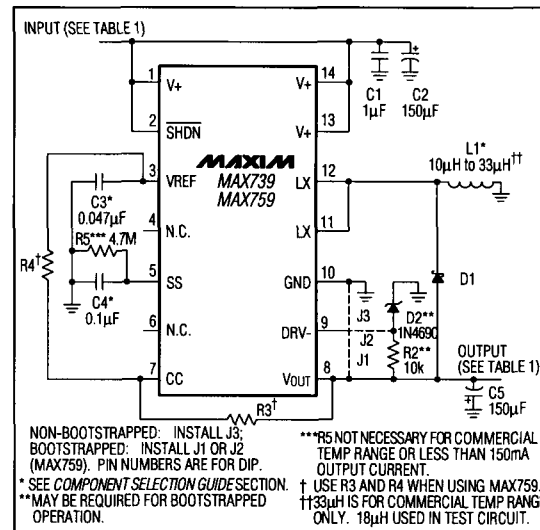 INPUT (SEE TABLE 1)
1
V+
14
V+
C1
1µF
+
C2
150µF
2
SHDN
13
V+
MAXIM
MAX739
MAX759
L1*
10µH to 33µH††
3
VREF
12
LX
C3*
0.047µF
4
N.C.
11
LX
R5*** 4.7M
R4†
5
SS
10
GND
C4*
0.1µF
J3
D2**
D1
6
N.C.
9
DRV-
J2
J1
R2**
10k
7
CC
8
VOUT
OUTPUT
(SEE TABLE 1)
+
C5
150µF
R3†
NON-BOOTSTRAPPED: INSTALL J3;
BOOTSTRAPPED: INSTALL J1 OR J2
(MAX759). PIN NUMBERS ARE FOR DIP.
* SEE COMPONENT SELECTION GUIDE SECTION.
**MAY BE REQUIRED FOR BOOTSTRAPPED
OPERATION.
***R5 NOT NECESSARY FOR COMMERCIAL
TEMP RANGE OR LESS THAN 150mA
OUTPUT CURRENT.
† USE R3 AND R4 WHEN USING MAX759.
††33µH IS FOR COMMERCIAL TEMP RANGE
ONLY. 18µH USED IN TEST CIRCUIT.